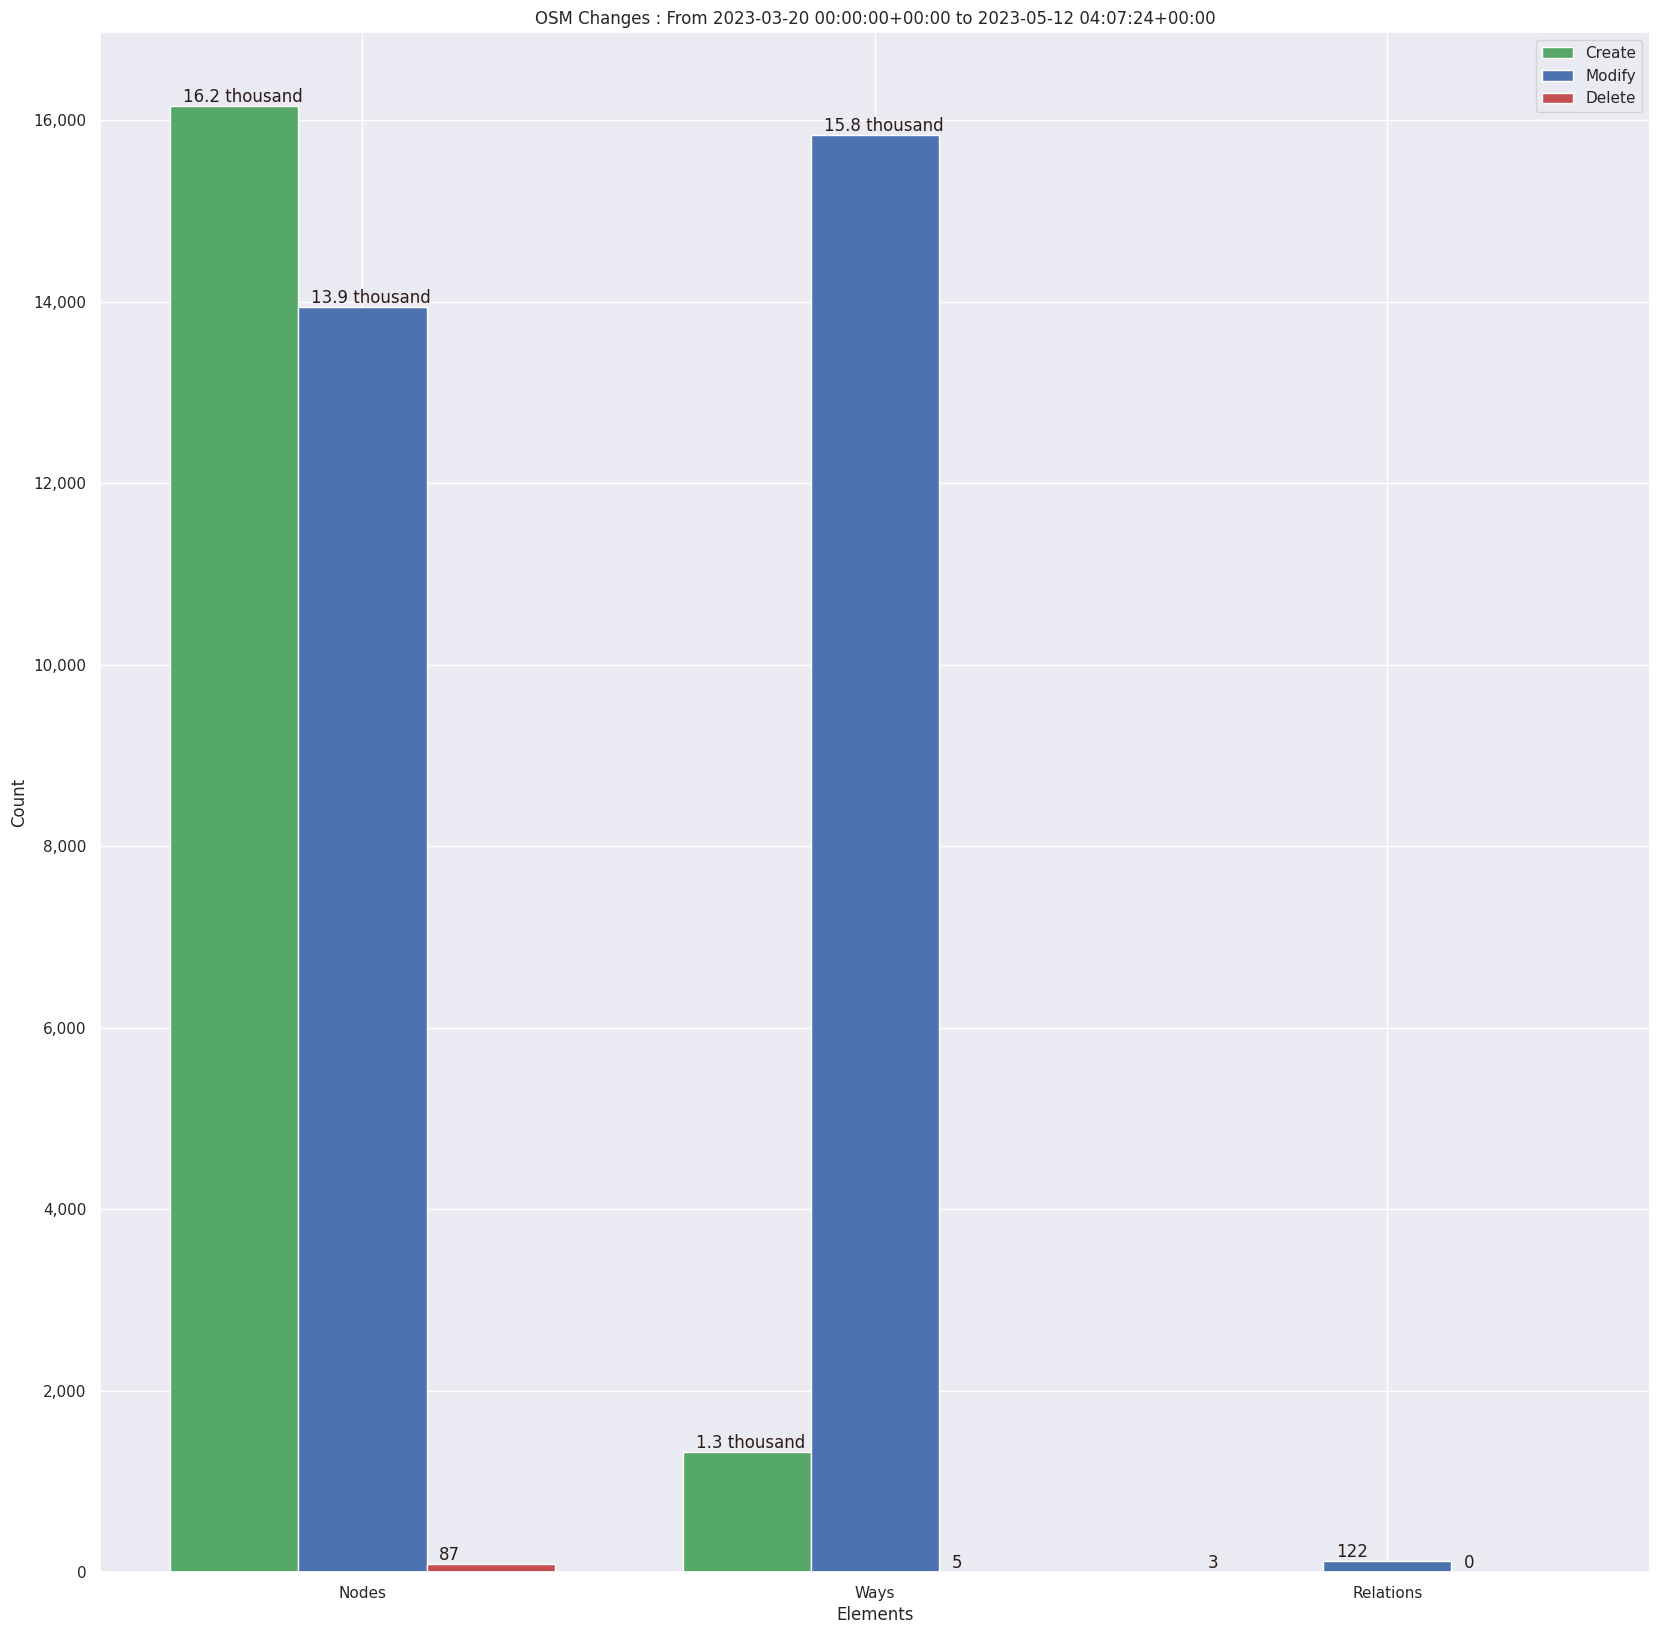 OSM Changes : From 2023-03-20 00:00:00+00:00 to 2023-05-12 04:07:24+00:00
Create
Modify
Delete
16.2 thousand
13.9 thousand
87
1.3 thousand
15.8 thousand
5
3
122
0
16,000
14,000
12,000
10,000
8,000
6,000
4,000
2,000
0
Count
Nodes
Ways
Relations
Elements